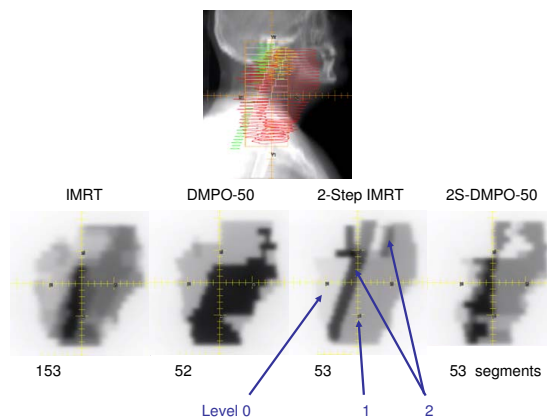 IMRT DMPO-50 2-Step IMRT 2S-DMPO-50
153 52 53 53 segments
Level 0 1 2